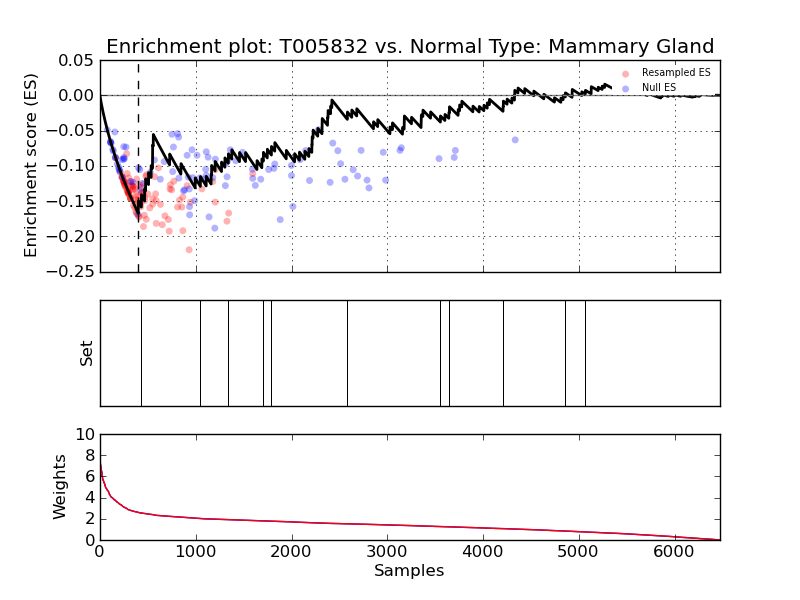 Enrichment plot: T005832 vs. Normal Type: Mammary Gland
Enrichment score (ES)
0.05
0.00
−0.05
−0.10
−0.15
−0.20
−0.25
Resampled ES
Null ES
Set
Weights
10
8
6
4
2
0
0 1000 2000 3000 4000 5000 6000
Samples